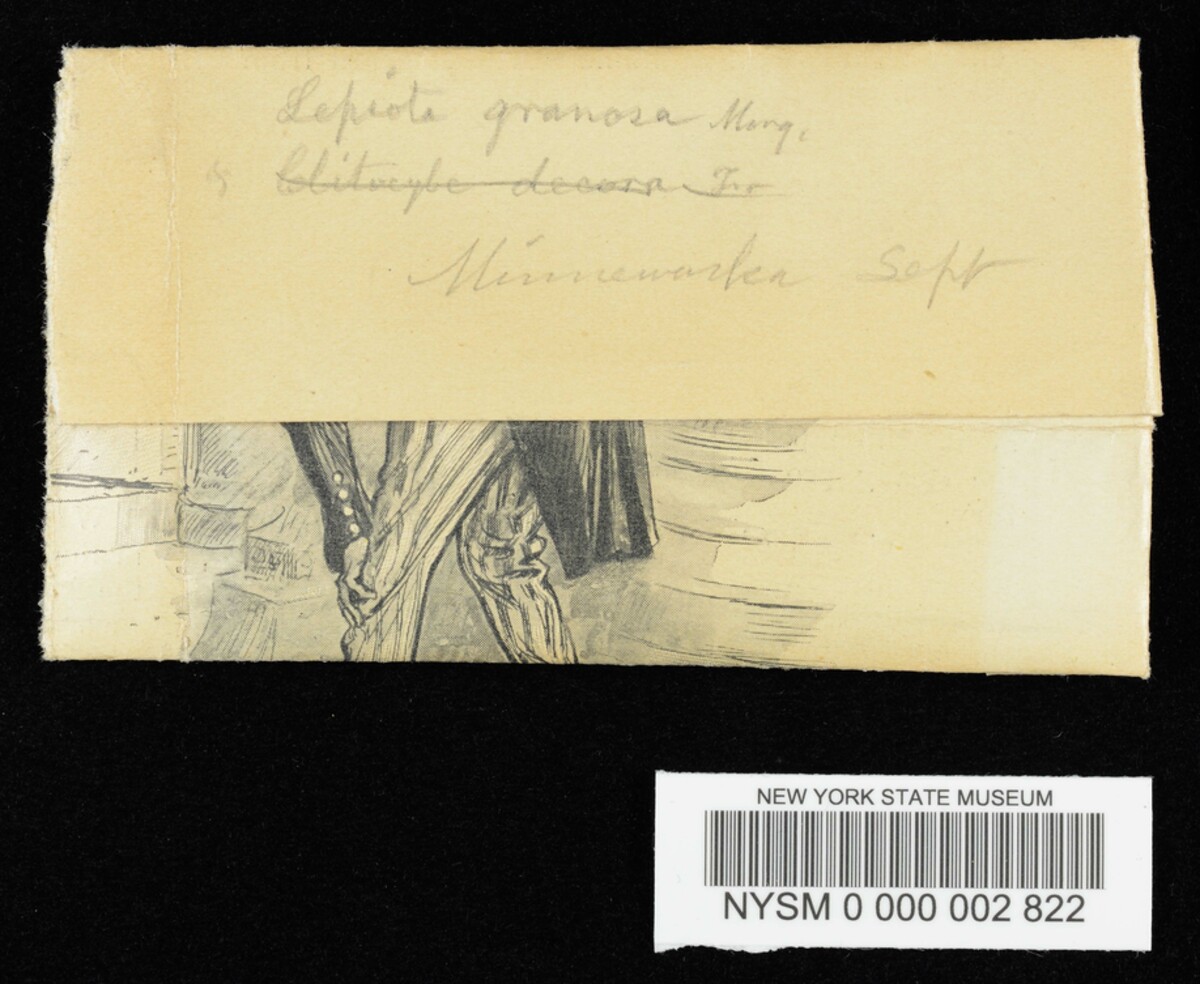 Lepiota granosa Morg.
Clitocybe decora Fr
Minnewaska Sept
NEW YORK STATE MUSEUM
NYSM 0 000 002 822